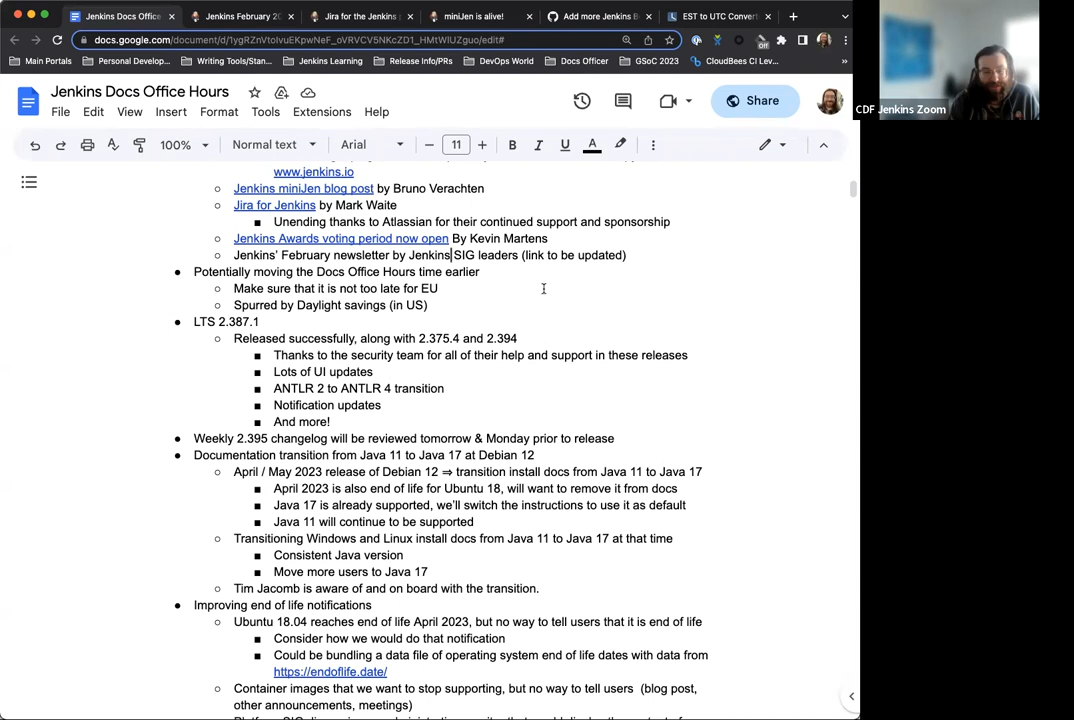 Jenkins Docs Office
Jenkins February 20
Jira for the Jenkins
miniJen is alive!
Add more Jenkins B
EST to UTC Convert
docs.google.com/document/d/1ygRZnVtoIvuEKpwNeF_oVRVCV5NKcZD1_HMtWlUZguo/edit#
Off
Main Portals
Personal Develop...
Writing Tools/Stan...
Jenkins Learning
Release Info/PRs
DevOps World
Docs Officer
GSoC 2023
CloudBees CI Lev...
»
CDF Jenkins Zoom
Jenkins Docs Office Hours
Share
File Edit View Insert Format Tools Extensions Help
100% Normal text Arial − 11 + B I U A
www.jenkins.io
Jenkins miniJen blog post by Bruno Verachten
Jira for Jenkins by Mark Waite
Unending thanks to Atlassian for their continued support and sponsorship
Jenkins Awards voting period now open By Kevin Martens
Jenkins' February newsletter by Jenkins SIG leaders (link to be updated)
Potentially moving the Docs Office Hours time earlier
Make sure that it is not too late for EU
Spurred by Daylight savings (in US)
LTS 2.387.1
Released successfully, along with 2.375.4 and 2.394
Thanks to the security team for all of their help and support in these releases
Lots of UI updates
ANTLR 2 to ANTLR 4 transition
Notification updates
And more!
Weekly 2.395 changelog will be reviewed tomorrow & Monday prior to release
Documentation transition from Java 11 to Java 17 at Debian 12
April / May 2023 release of Debian 12 ⇒ transition install docs from Java 11 to Java 17
April 2023 is also end of life for Ubuntu 18, will want to remove it from docs
Java 17 is already supported, we'll switch the instructions to use it as default
Java 11 will continue to be supported
Transitioning Windows and Linux install docs from Java 11 to Java 17 at that time
Consistent Java version
Move more users to Java 17
Tim Jacomb is aware of and on board with the transition.
Improving end of life notifications
Ubuntu 18.04 reaches end of life April 2023, but no way to tell users that it is end of life
Consider how we would do that notification
Could be bundling a data file of operating system end of life dates with data from
https://endoflife.date/
Container images that we want to stop supporting, but no way to tell users (blog post,
other announcements, meetings)